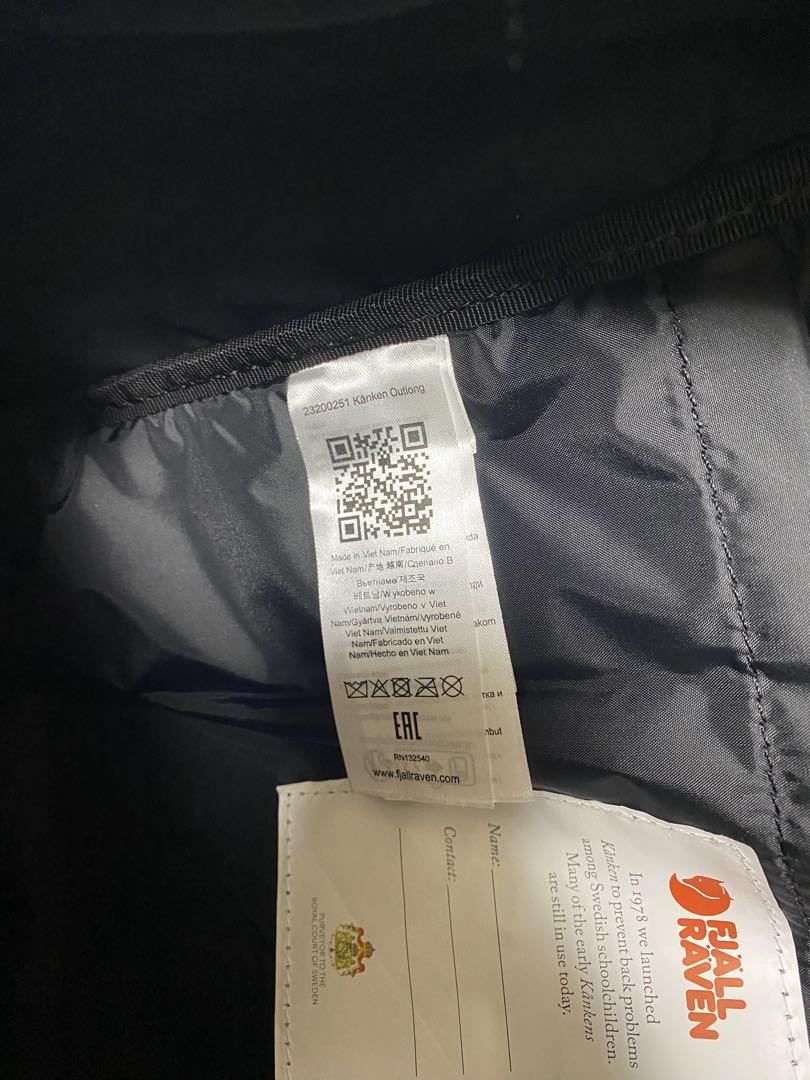 23200251 Kånken Outlong
Made in Viet Nam/Fabriqué en
Viet Nam/产地 越南/Сделано В
Вьетнаме/제조국
베트남/Wykobeno w
Wietnam/Vyrobeno v Viet
Nam/Gyártva Vietnám/Vyrobené
Viet Nam/Valmistettu Viet
Nam/Fabricado en Viet
Nam/Hecho en Viet Nam
EAC
RN132540
www.fjallraven.com
FJÄLL
RÄVEN
In 1978 we launched
Kånken to prevent back problems
among Swedish schoolchildren.
Many of the early Kånkens
are still in use today.
Name:
Contact:
PURVEYOR TO THE
ROYAL COURT OF SWEDEN